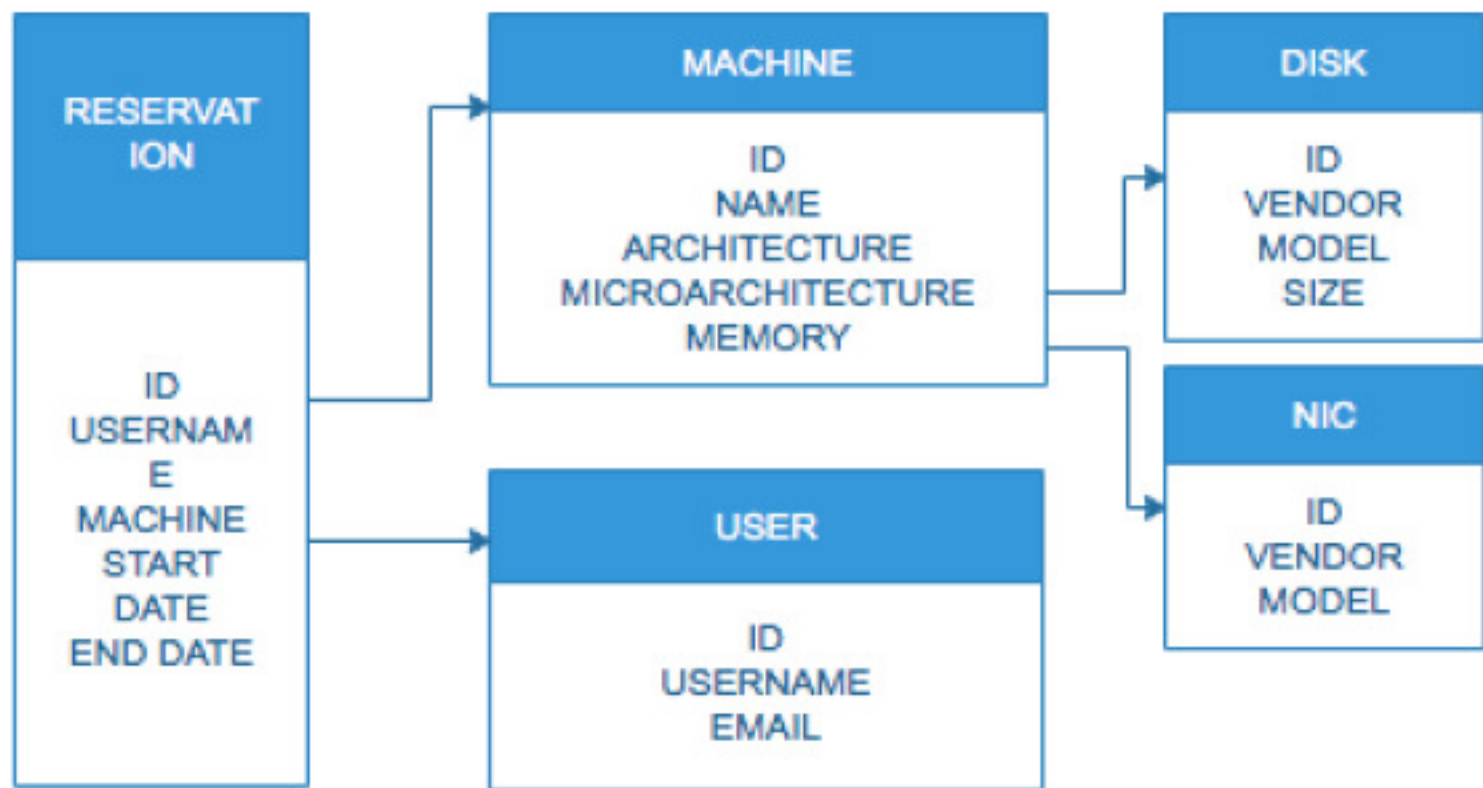 RESERVAT
ION
ID
USERNAM
E
MACHINE
START
DATE
END DATE
MACHINE
ID
NAME
ARCHITECTURE
MICROARCHITECTURE
MEMORY
USER
ID
USERNAME
EMAIL
DISK
ID
VENDOR
MODEL
SIZE
NIC
ID
VENDOR
MODEL